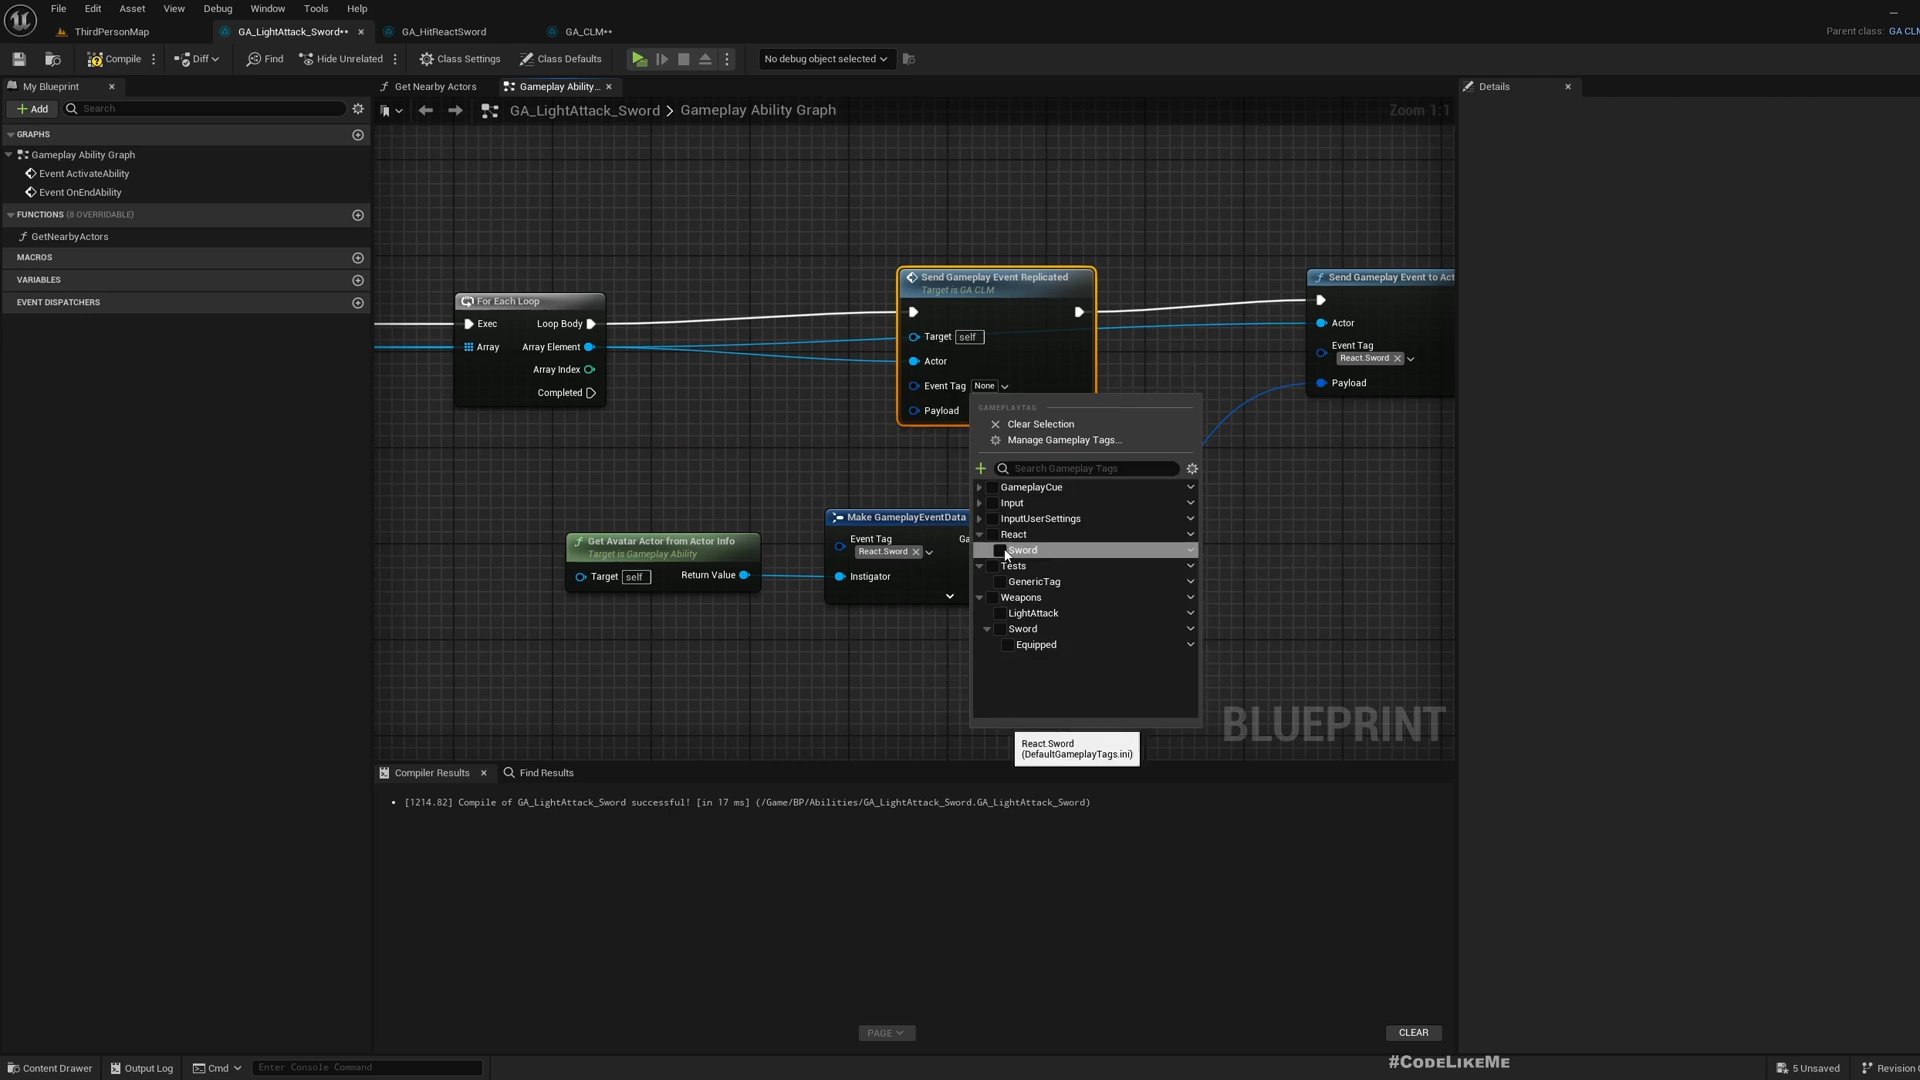 File Edit Asset View Debug Window Tools Help
ThirdPersonMap
GA_LightAttack_Sword**
GA_HitReactSword
GA_CLM**
Parent class: GA CLM
Compile
Diff
Find
Hide Unrelated
Class Settings
Class Defaults
No debug object selected
My Blueprint
Get Nearby Actors
Gameplay Ability...
Details
Add
Search
GA_LightAttack_Sword > Gameplay Ability Graph
Zoom 1:1
GRAPHS
Gameplay Ability Graph
Event ActivateAbility
Event OnEndAbility
FUNCTIONS (8 OVERRIDABLE)
GetNearbyActors
MACROS
VARIABLES
EVENT DISPATCHERS
For Each Loop
Exec Loop Body
Array Array Element
Array Index
Completed
Send Gameplay Event Replicated
Target is GA CLM
Target self
Actor
Event Tag None
Payload
Send Gameplay Event to Act
Actor
Event Tag
React.Sword
Payload
Get Avatar Actor from Actor Info
Target is Gameplay Ability
Target self Return Value
Make GameplayEventData
Event Tag Ga
React.Sword
Instigator
GAMEPLAYTAG
Clear Selection
Manage Gameplay Tags...
Search Gameplay Tags
GameplayCue
Input
InputUserSettings
React
Sword
Tests
GenericTag
Weapons
LightAttack
Sword
Equipped
React.Sword
(DefaultGameplayTags.ini)
BLUEPRINT
Compiler Results
Find Results
[1214.82] Compile of GA_LightAttack_Sword successful! [in 17 ms] (/Game/BP/Abilities/GA_LightAttack_Sword.GA_LightAttack_Sword)
PAGE
CLEAR
#CODELIKEME
Content Drawer
Output Log
Cmd
Enter Console Command
5 Unsaved
Revision